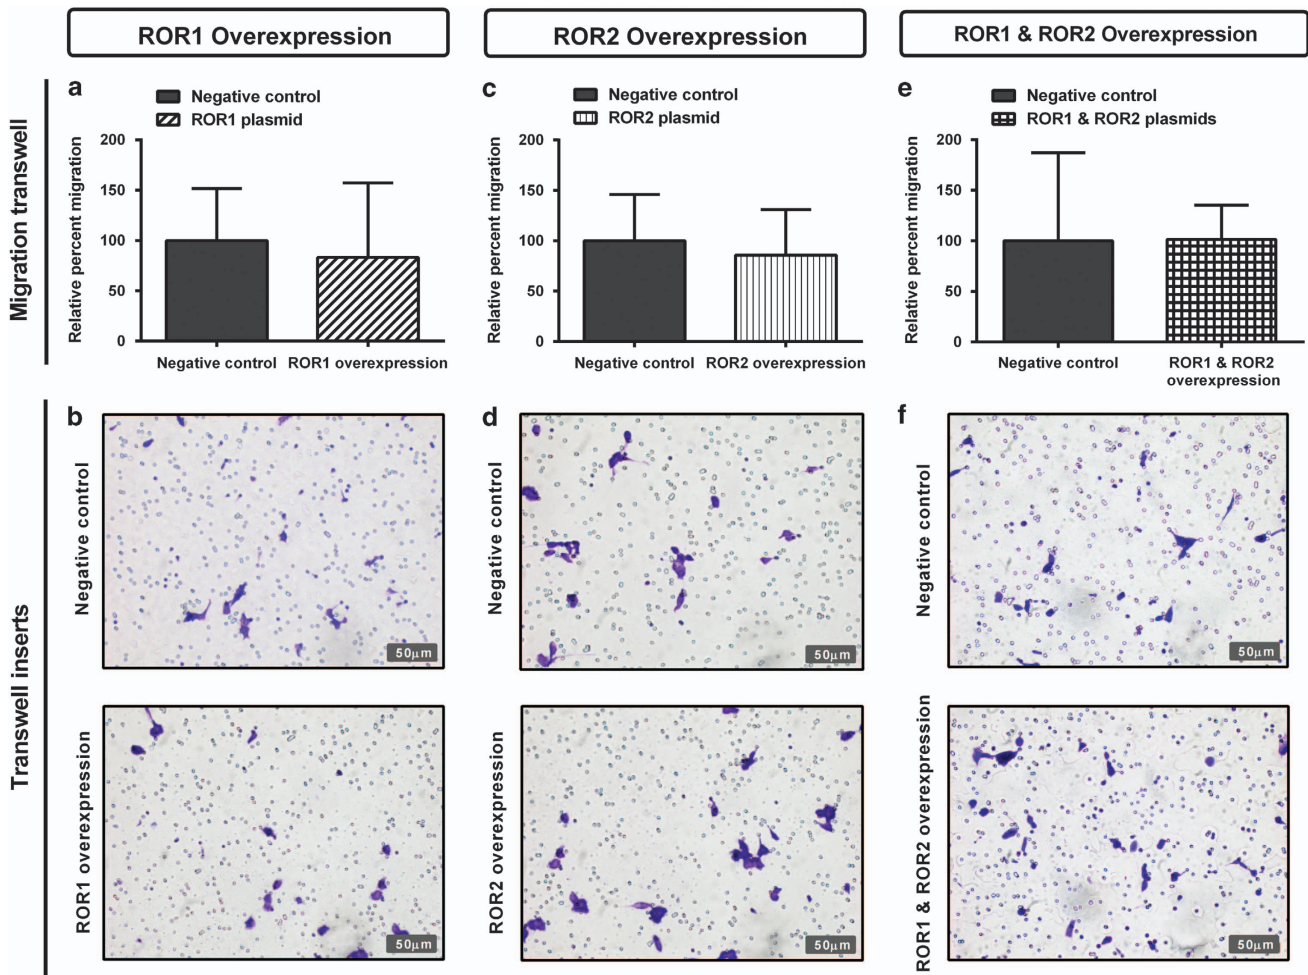 ROR1 Overexpression
ROR2 Overexpression
ROR1 & ROR2 Overexpression
Migration transwell
a
Negative control
ROR1 plasmid
Relative percent migration
200
150
100
50
0
Negative control
ROR1 overexpression
c
Negative control
ROR2 plasmid
Relative percent migration
200
150
100
50
0
Negative control
ROR2 overexpression
e
Negative control
ROR1 & ROR2 plasmids
Relative percent migration
200
150
100
50
0
Negative control
ROR1 & ROR2
overexpression
Transwell inserts
b
Negative control
50µm
ROR1 overexpression
50µm
d
Negative control
50µm
ROR2 overexpression
50µm
f
Negative control
50µm
ROR1 & ROR2 overexpression
50µm